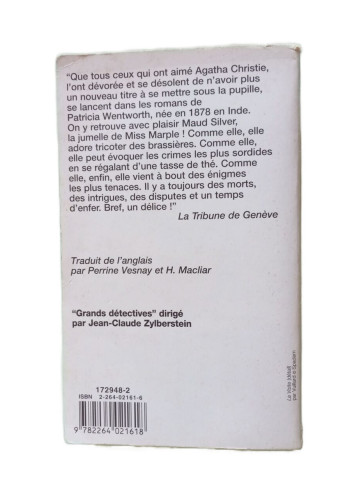 “Que tous ceux qui ont aimé Agatha Christie,
l’ont dévorée et se désolent de n’avoir plus
un nouveau titre à se mettre sous la pupille,
se lancent dans les romans de
Patricia Wentworth, née en 1878 en Inde.
On y retrouve avec plaisir Maud Silver,
la jumelle de Miss Marple ! Comme elle, elle
adore tricoter des brassières. Comme elle,
elle peut évoquer les crimes les plus sordides
en se régalant d’une tasse de thé. Comme
elle, enfin, elle vient à bout des énigmes
les plus tenaces. Il y a toujours des morts,
des intrigues, des disputes et un temps
d’enfer. Bref, un délice !”
La Tribune de Genève
Traduit de l’anglais
par Perrine Vesnay et H. Macliar
“Grands détectives” dirigé
par Jean-Claude Zylberstein
172948-2
ISBN 2-264-02161-6
9 782264 021618